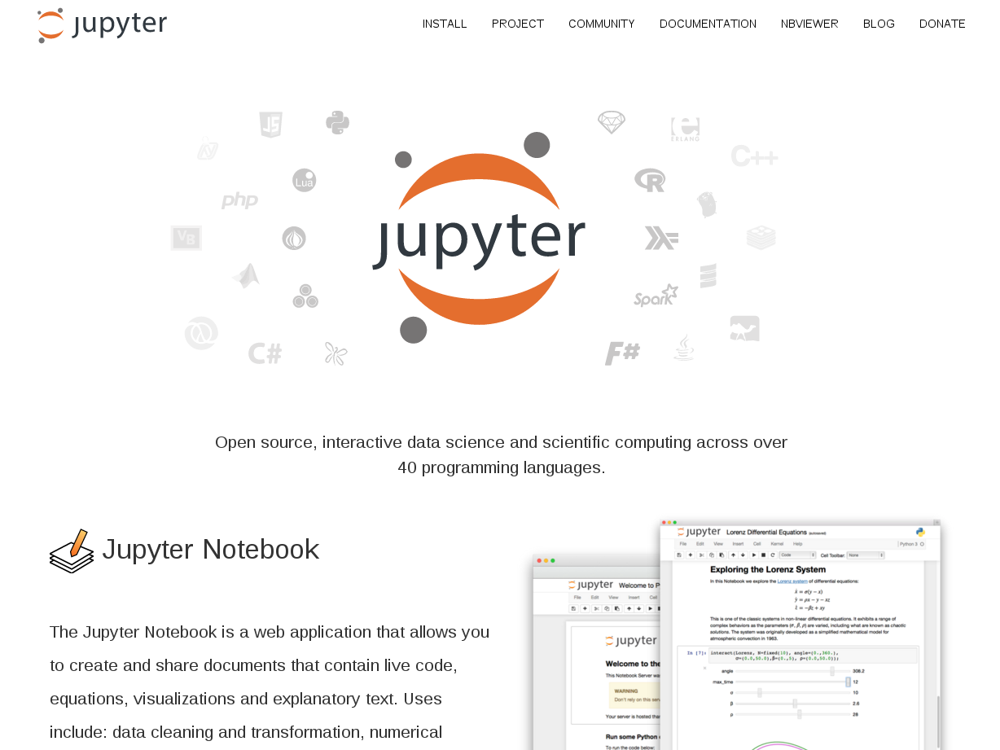 jupyter
INSTALL PROJECT COMMUNITY DOCUMENTATION NBVIEWER BLOG DONATE
JS
ERLANG
C++
Lua
R
php
VB
Spark
C#
F#
jupyter
Open source, interactive data science and scientific computing across over
40 programming languages.
Jupyter Notebook
The Jupyter Notebook is a web application that allows you
to create and share documents that contain live code,
equations, visualizations and explanatory text. Uses
include: data cleaning and transformation, numerical
jupyter Welcome to P
File Edit View Insert Cell
jupyter
Welcome to the
This Notebook Server wa
WARNING
Don't rely on this serve
Your server is hosted tha
Run some Python
To run the code below:
jupyter Lorenz Differential Equations (autosaved)
File Edit View Insert Cell Kernel Help Python 3
Code Cell Toolbar: None
Exploring the Lorenz System
In this Notebook we explore the Lorenz system of differential equations:
ẋ = σ(y − x)
ẏ = ρx − y − xz
ż = −βz + xy
This is one of the classic systems in non-linear differential equations. It exhibits a range of
complex behaviors as the parameters (σ, β, ρ) are varied, including what are known as chaotic
solutions. The system was originally developed as a simplified mathematical model for
atmospheric convection in 1963.
In [7]: interact(Lorenz, N=fixed(10), angle=(0.,360.),
σ=(0.0,50.0),β=(0.,5), ρ=(0.0,50.0));
angle 308.2
max_time 12
σ 10
β 2.6
ρ 28